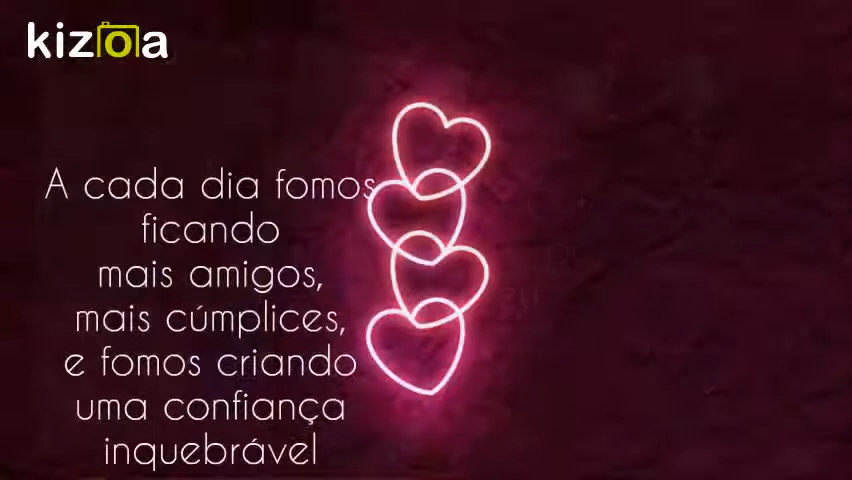 kizoa
A cada dia fomos
ficando
mais amigos,
mais cúmplices,
e fomos criando
uma confiança
inquebrável